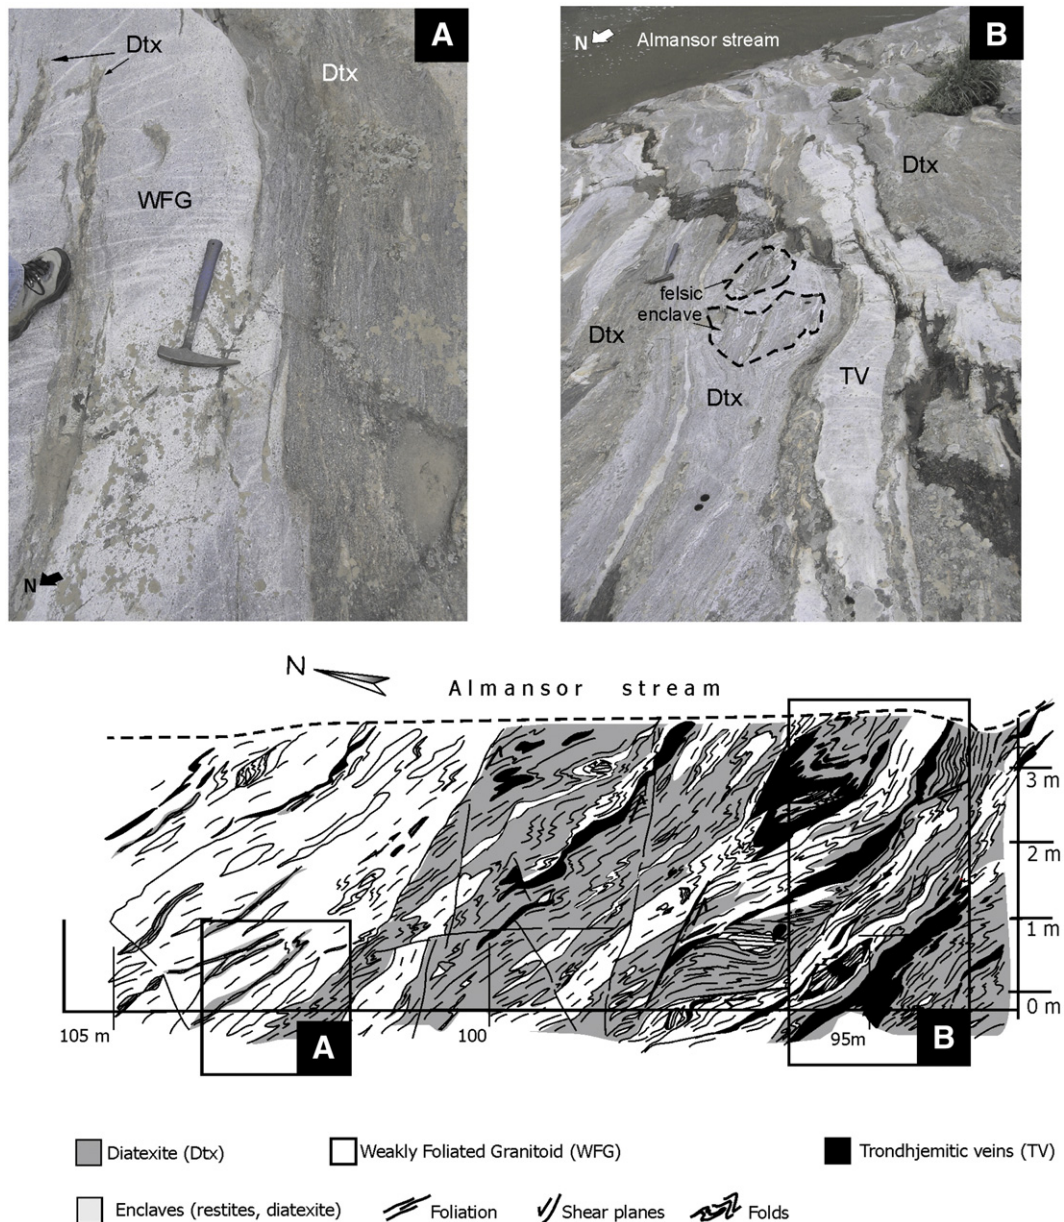 Dtx
A
Dtx
WFG
N
N
Almansor stream
B
Dtx
felsic
enclave
Dtx
Dtx
TV
N
Almansor stream
3 m
2 m
1 m
0 m
105 m
A
100
95m
B
Diatexite (Dtx)
Weakly Foliated Granitoid (WFG)
Trondhjemitic veins (TV)
Enclaves (restites, diatexite)
Foliation
Shear planes
Folds